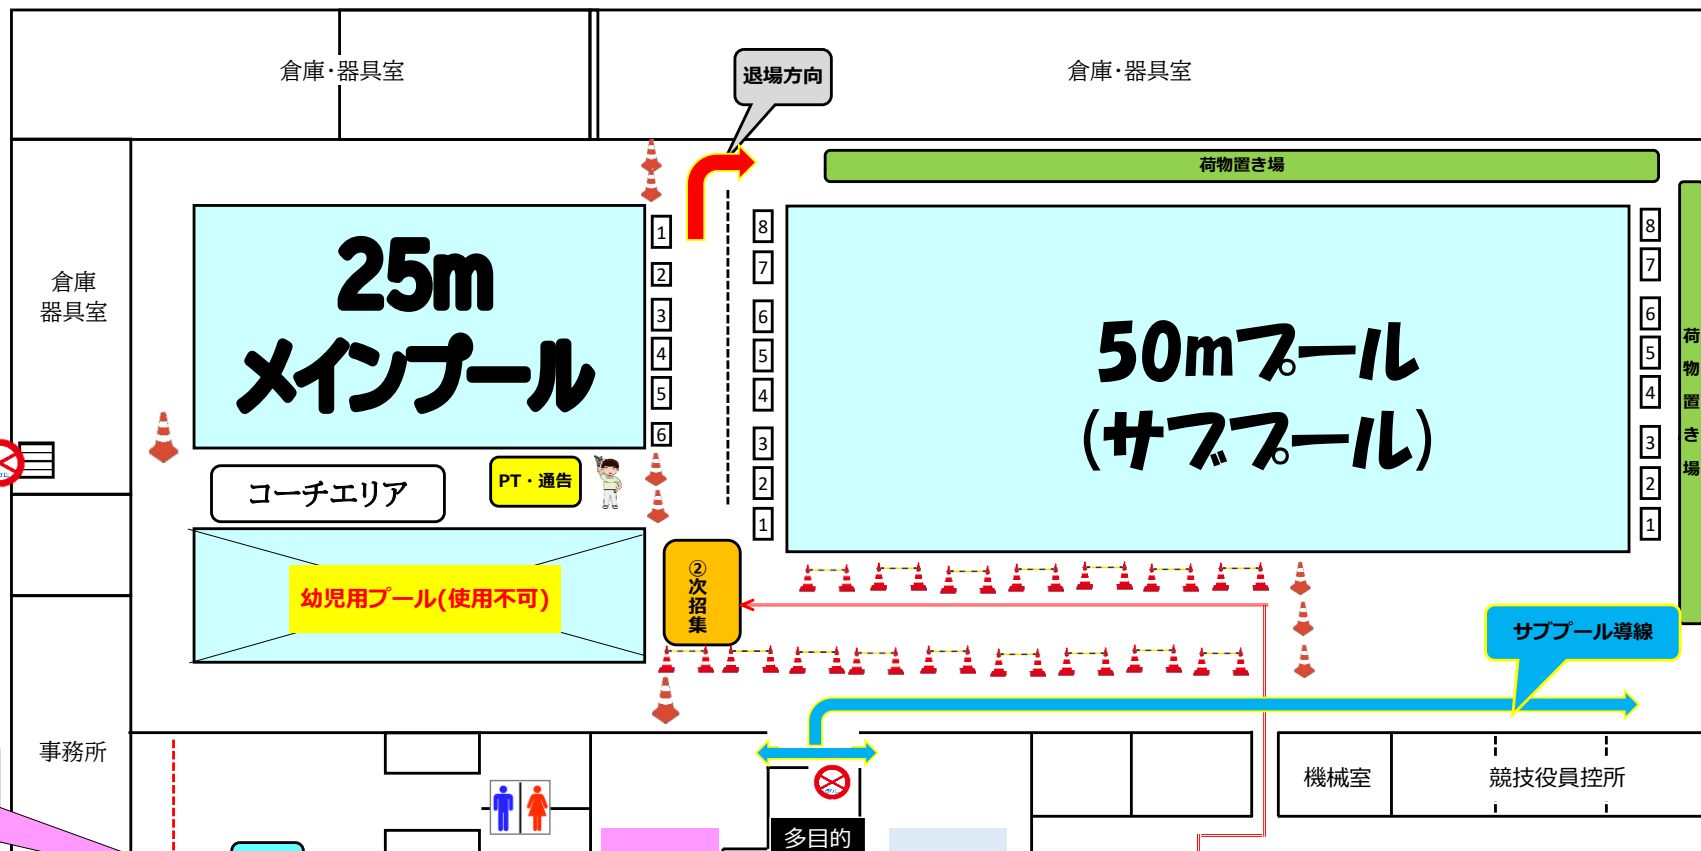 倉庫・器具室
倉庫・器具室
退場方向
荷物置き場
倉庫
器具室
25m
メインプール
1
2
3
4
5
6
8
7
6
5
4
3
2
1
50mプール
(サブプール)
8
7
6
5
4
3
2
1
荷物置き場
コーチエリア
PT・通告
幼児用プール(使用不可)
②次招集
サブプール導線
事務所
機械室
競技役員控所
多目的